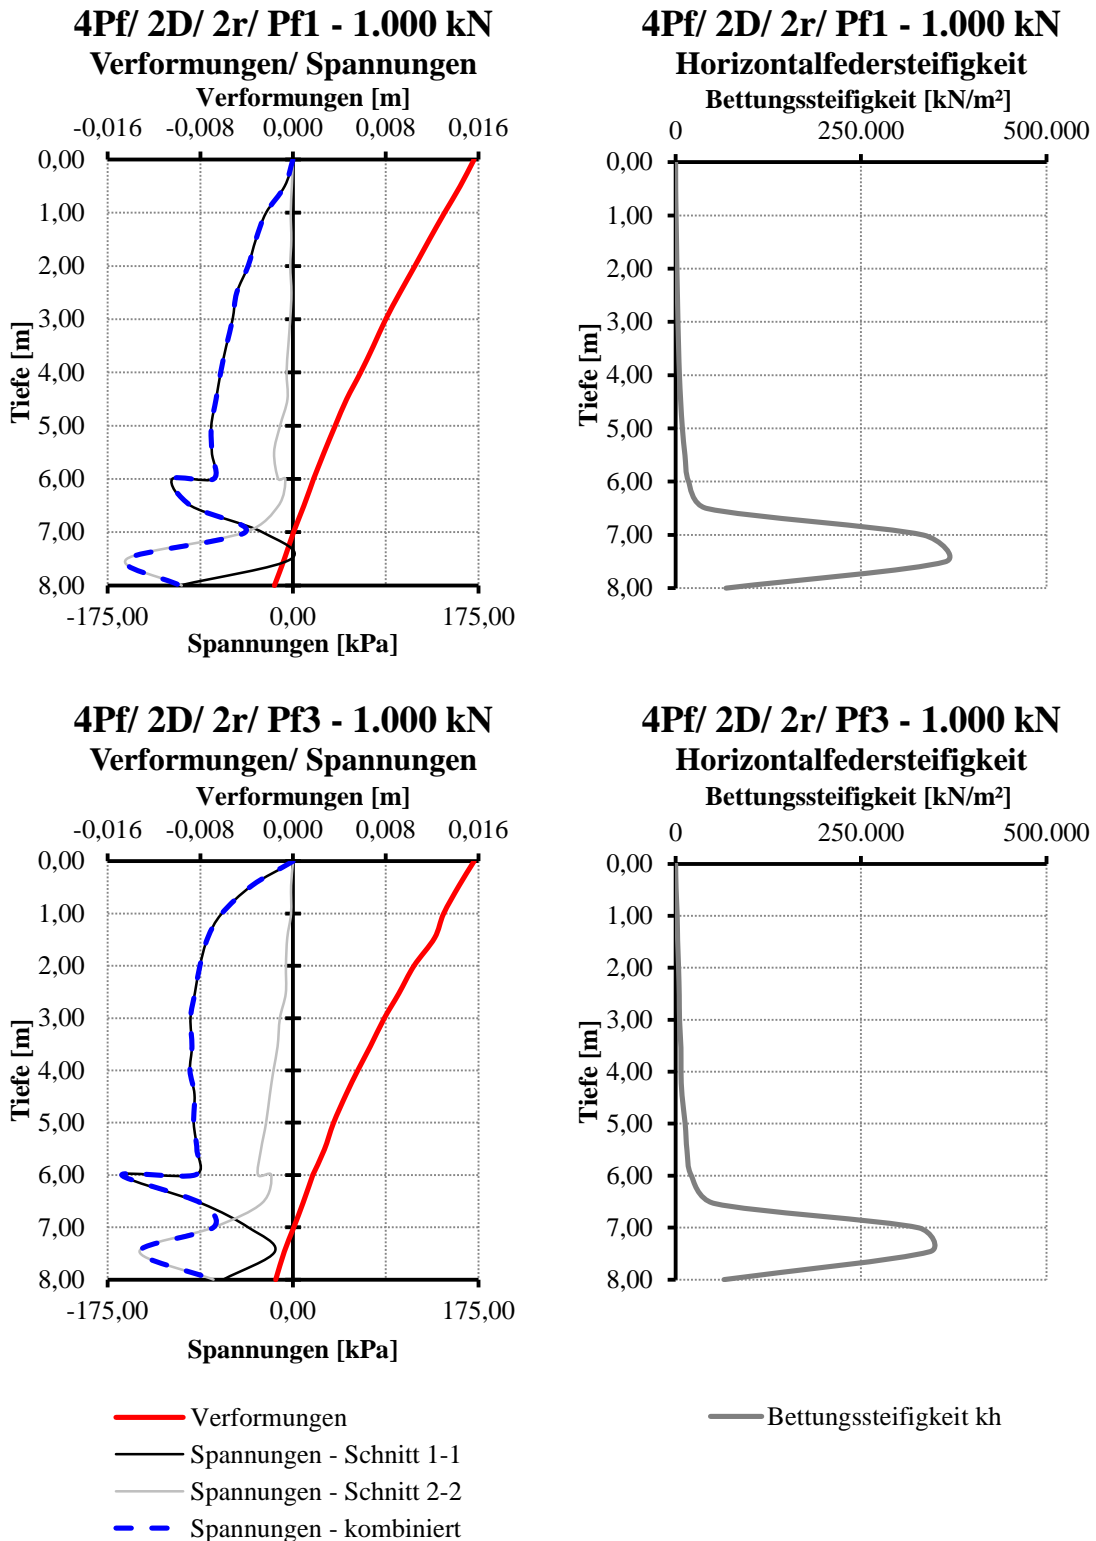 4Pf/ 2D/ 2r/ Pf1 - 1.000 kN
Verformungen/ Spannungen
Verformungen [m]
-0,016 -0,008 0,000 0,008 0,016
0,00
1,00
2,00
3,00
4,00
5,00
6,00
7,00
8,00
Tiefe [m]
-175,00 0,00 175,00
Spannungen [kPa]
4Pf/ 2D/ 2r/ Pf1 - 1.000 kN
Horizontalfedersteifigkeit
Bettungssteifigkeit [kN/m²]
0 250.000 500.000
0,00
1,00
2,00
3,00
4,00
5,00
6,00
7,00
8,00
Tiefe [m]
4Pf/ 2D/ 2r/ Pf3 - 1.000 kN
Verformungen/ Spannungen
Verformungen [m]
-0,016 -0,008 0,000 0,008 0,016
0,00
1,00
2,00
3,00
4,00
5,00
6,00
7,00
8,00
Tiefe [m]
-175,00 0,00 175,00
Spannungen [kPa]
4Pf/ 2D/ 2r/ Pf3 - 1.000 kN
Horizontalfedersteifigkeit
Bettungssteifigkeit [kN/m²]
0 250.000 500.000
0,00
1,00
2,00
3,00
4,00
5,00
6,00
7,00
8,00
Tiefe [m]
Verformungen
Spannungen - Schnitt 1-1
Spannungen - Schnitt 2-2
Spannungen - kombiniert
Bettungssteifigkeit kh